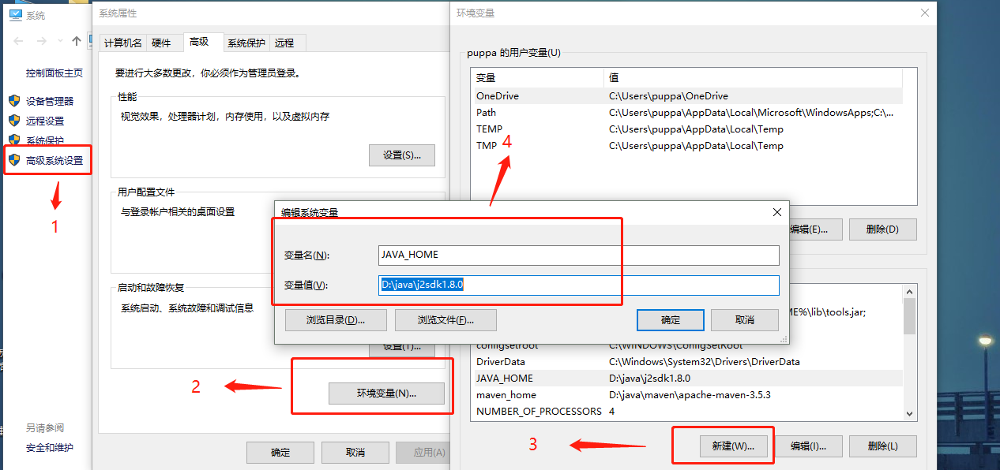 系统
控制面板主页
设备管理器
远程设置
系统保护
高级系统设置
1
另请参阅
安全和维护
系统属性
计算机名 硬件 高级 系统保护 远程
要进行大多数更改，你必须作为管理员登录。
性能
视觉效果，处理器计划，内存使用，以及虚拟内存
设置(S)...
用户配置文件
与登录帐户相关的桌面设置
启动和故障恢复
系统启动、系统故障和调试信息
设置(T)...
2
环境变量(N)...
确定 取消 应用(A)
环境变量
puppa 的用户变量(U)
变量 值
OneDrive C:\Users\puppa\OneDrive
Path C:\Users\puppa\AppData\Local\Microsoft\WindowsApps;C:\...
TEMP C:\Users\puppa\AppData\Local\Temp
TMP C:\Users\puppa\AppData\Local\Temp
4
编辑(E)... 删除(D)
编辑系统变量
变量名(N): JAVA_HOME
变量值(V): D:\java\j2sdk1.8.0
浏览目录(D)... 浏览文件(F)... 确定 取消
ME%\lib\tools.jar;
configsetroot C:\WINDOWS\ConfigSetRoot
DriverData C:\Windows\System32\Drivers\DriverData
JAVA_HOME D:\java\j2sdk1.8.0
maven_home D:\java\maven\apache-maven-3.5.3
NUMBER_OF_PROCESSORS 4
3
新建(W)... 编辑(I)... 删除(L)